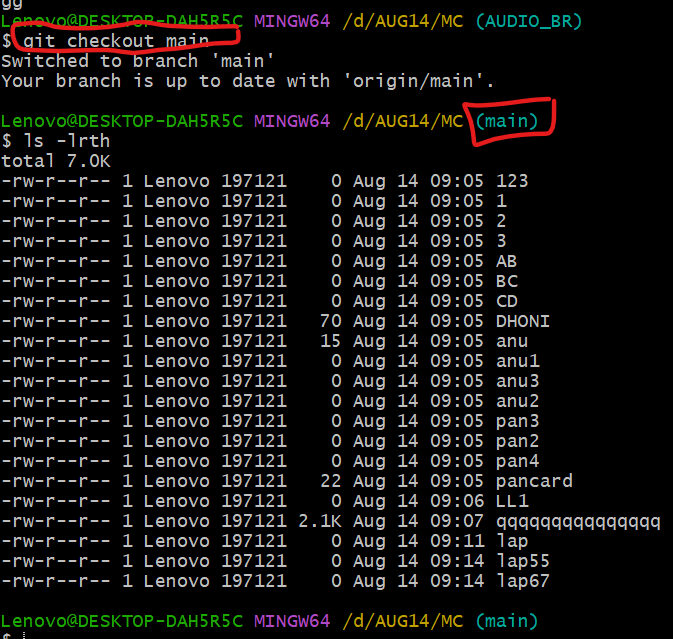 gg
Lenovo@DESKTOP-DAH5R5C MINGW64 /d/AUG14/MC (AUDIO_BR)
$ git checkout main
Switched to branch 'main'
Your branch is up to date with 'origin/main'.
Lenovo@DESKTOP-DAH5R5C MINGW64 /d/AUG14/MC (main)
$ ls -lrth
total 7.0K
-rw-r--r-- 1 Lenovo 197121    0 Aug 14 09:05 123
-rw-r--r-- 1 Lenovo 197121    0 Aug 14 09:05 1
-rw-r--r-- 1 Lenovo 197121    0 Aug 14 09:05 2
-rw-r--r-- 1 Lenovo 197121    0 Aug 14 09:05 3
-rw-r--r-- 1 Lenovo 197121    0 Aug 14 09:05 AB
-rw-r--r-- 1 Lenovo 197121    0 Aug 14 09:05 BC
-rw-r--r-- 1 Lenovo 197121    0 Aug 14 09:05 CD
-rw-r--r-- 1 Lenovo 197121   70 Aug 14 09:05 DHONI
-rw-r--r-- 1 Lenovo 197121   15 Aug 14 09:05 anu
-rw-r--r-- 1 Lenovo 197121    0 Aug 14 09:05 anu1
-rw-r--r-- 1 Lenovo 197121    0 Aug 14 09:05 anu3
-rw-r--r-- 1 Lenovo 197121    0 Aug 14 09:05 anu2
-rw-r--r-- 1 Lenovo 197121    0 Aug 14 09:05 pan3
-rw-r--r-- 1 Lenovo 197121    0 Aug 14 09:05 pan2
-rw-r--r-- 1 Lenovo 197121    0 Aug 14 09:05 pan4
-rw-r--r-- 1 Lenovo 197121   22 Aug 14 09:05 pancard
-rw-r--r-- 1 Lenovo 197121    0 Aug 14 09:06 LL1
-rw-r--r-- 1 Lenovo 197121 2.1K Aug 14 09:07 qqqqqqqqqqqqqqq
-rw-r--r-- 1 Lenovo 197121    0 Aug 14 09:11 lap
-rw-r--r-- 1 Lenovo 197121    0 Aug 14 09:14 lap55
-rw-r--r-- 1 Lenovo 197121    0 Aug 14 09:14 lap67
Lenovo@DESKTOP-DAH5R5C MINGW64 /d/AUG14/MC (main)
$